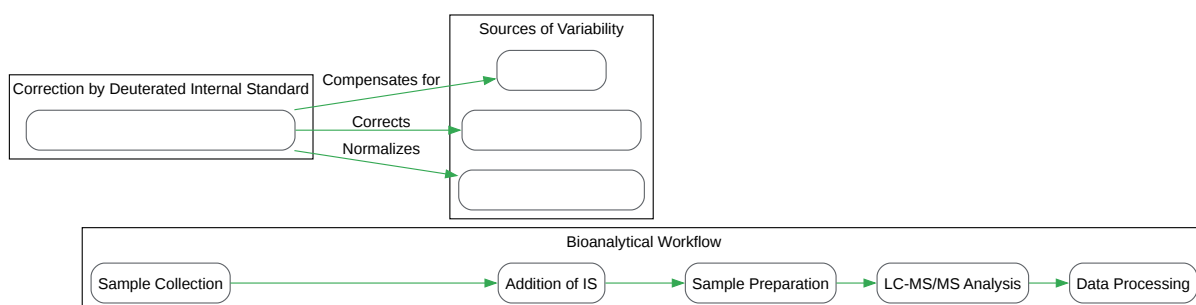 Sources of Variability
Correction by Deuterated Internal Standard
Compensates for
Corrects
Normalizes
Bioanalytical Workflow
Sample Collection
Addition of IS
Sample Preparation
LC-MS/MS Analysis
Data Processing